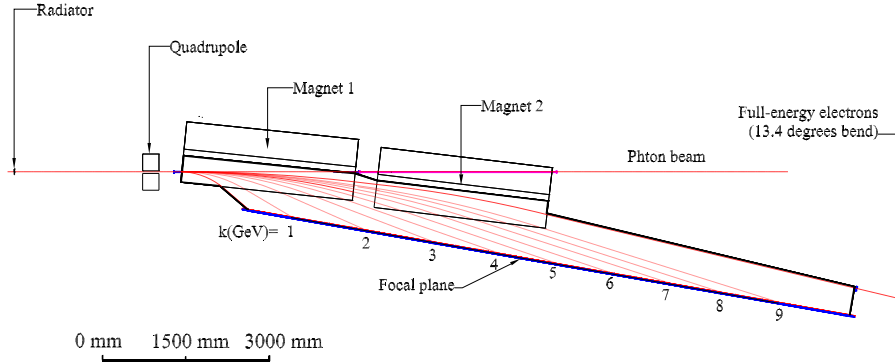 Radiator
Quadrupole
Magnet 1
Magnet 2
Full-energy electrons
(13.4 degrees bend)
Phton beam
k(GeV)= 1
2
3
4
5
6
7
8
9
Focal plane
0 mm 1500 mm 3000 mm